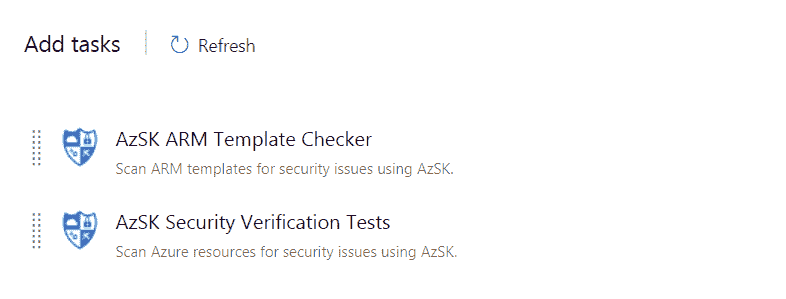 Add tasks Refresh
AzSK ARM Template Checker
Scan ARM templates for security issues using AzSK.
AzSK Security Verification Tests
Scan Azure resources for security issues using AzSK.